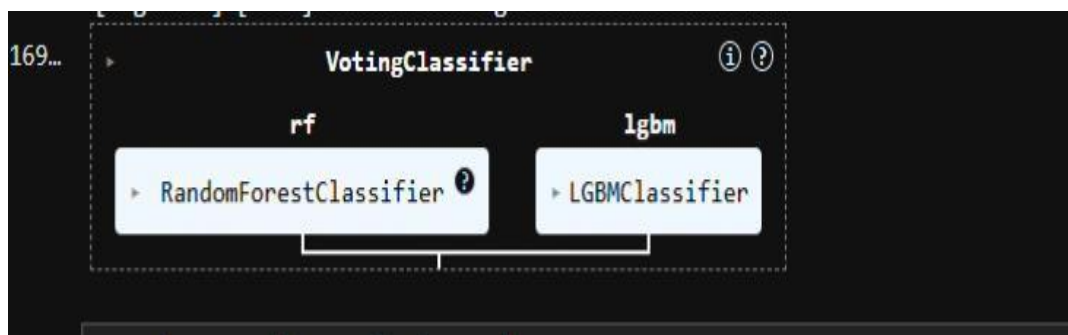 169…
VotingClassifier
rf
lgbm
RandomForestClassifier
LGBMClassifier